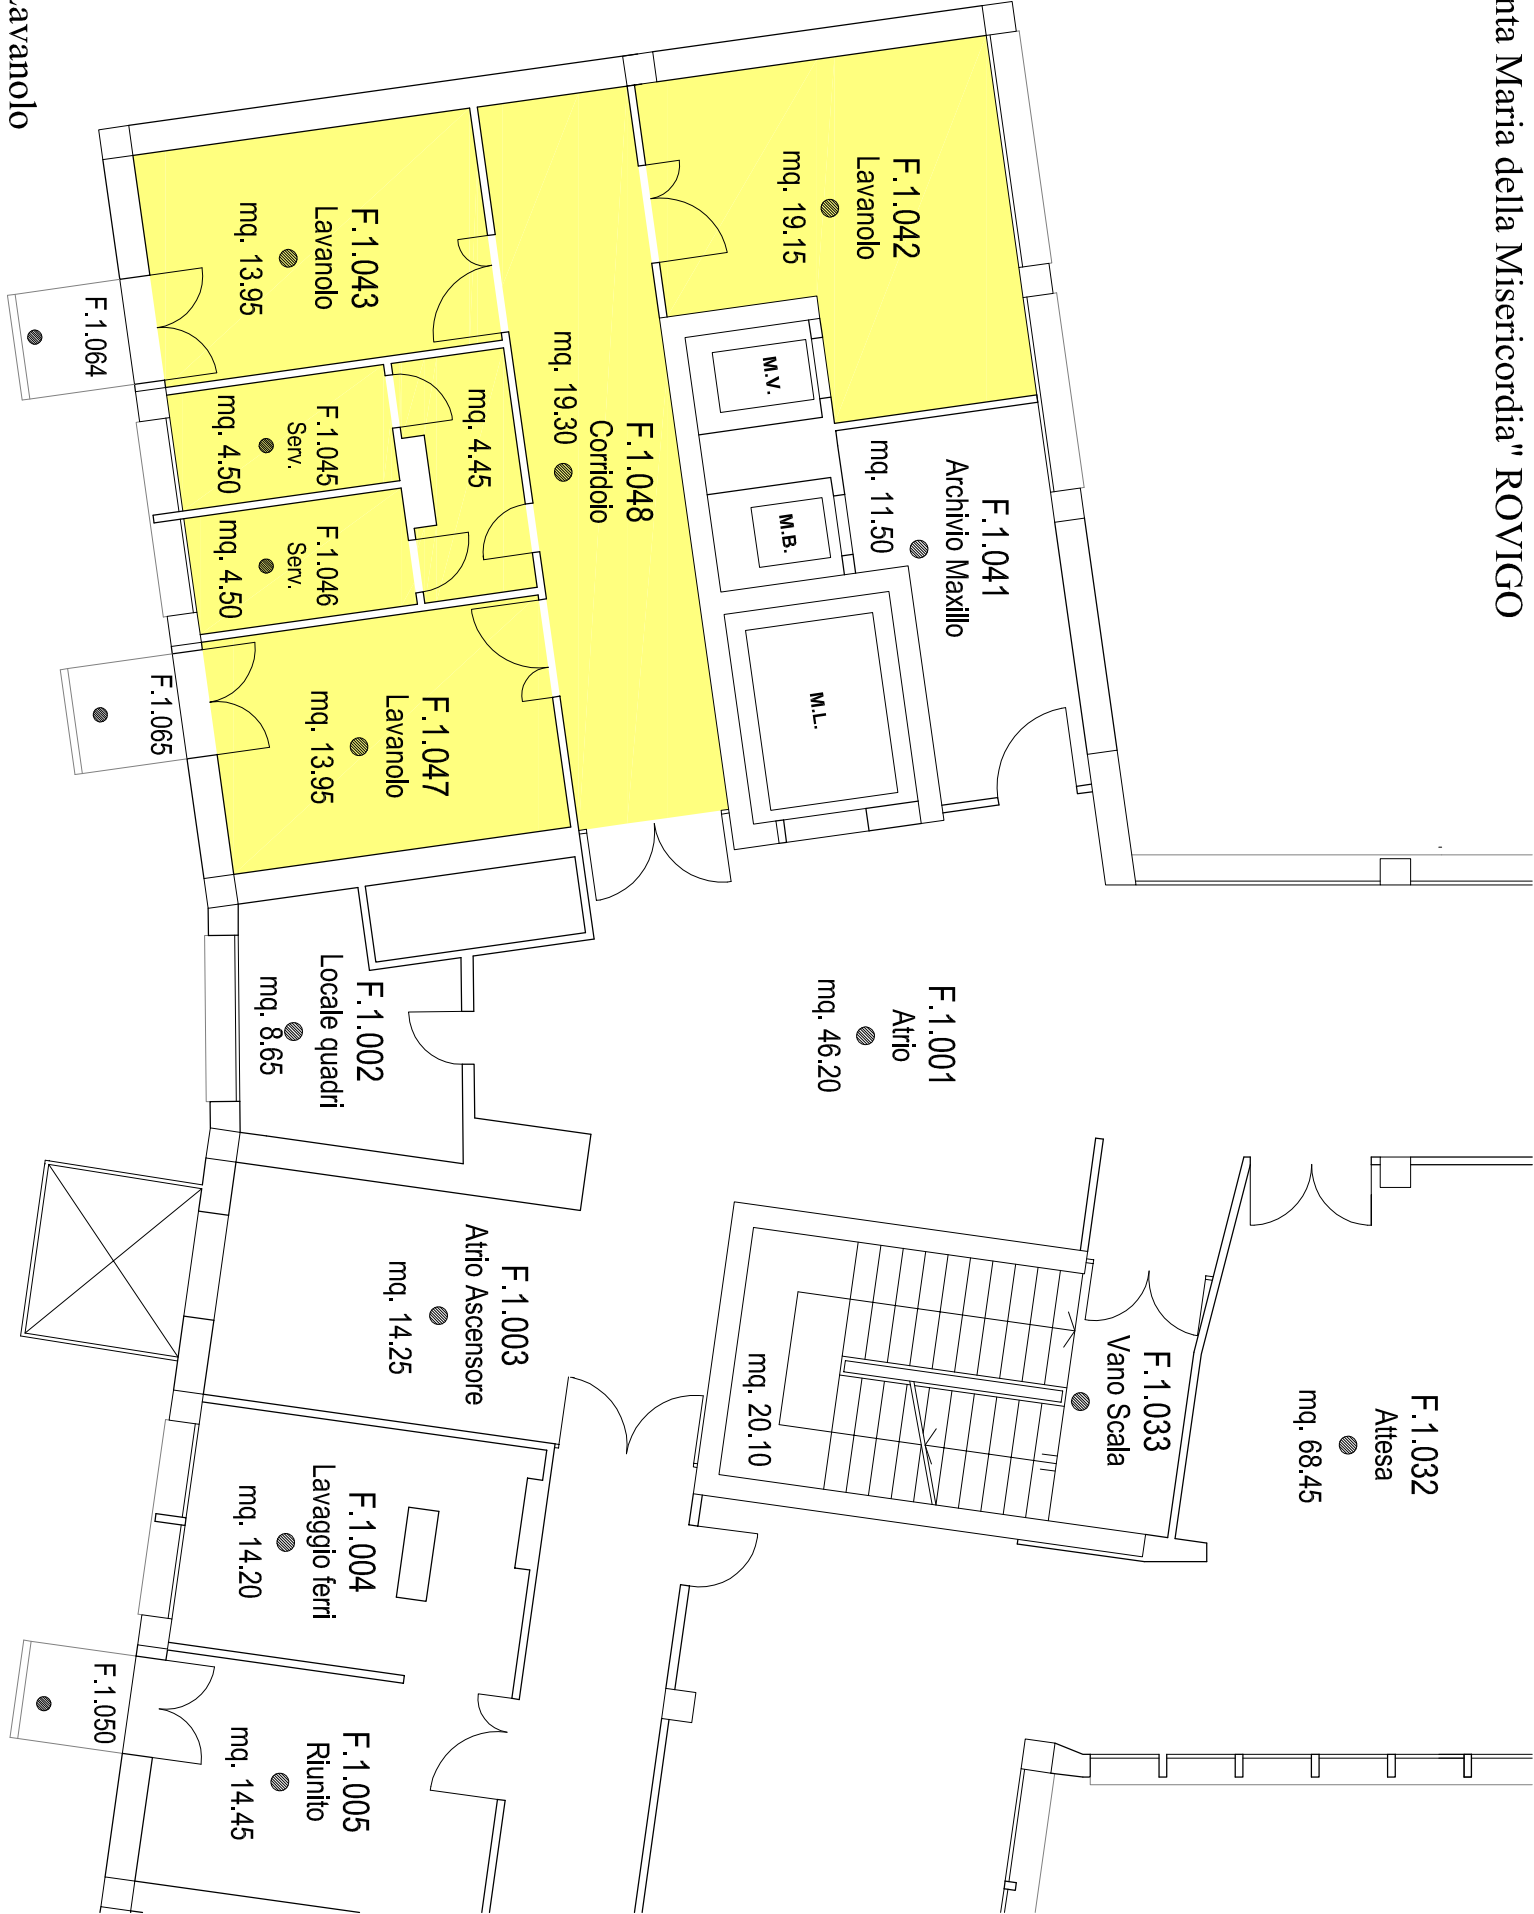 nta Maria della Misericordia" ROVIGO
F.1.032
Attesa
mq. 68.45
F.1.033
Vano Scala
mq. 20.10
F.1.041
Archivio Maxillo
mq. 11.50
F.1.001
Atrio
mq. 46.20
F.1.042
Lavanolo
mq. 19.15
M.V.
M.B.
M.L.
F.1.048
Corridoio
mq. 19.30
F.1.003
Atrio Ascensore
mq. 14.25
mq. 4.45
F.1.043
Lavanolo
mq. 13.95
F.1.045
Serv.
mq. 4.50
F.1.046
Serv.
mq. 4.50
F.1.047
Lavanolo
mq. 13.95
F.1.002
Locale quadri
mq. 8.65
F.1.004
Lavaggio ferri
mq. 14.20
F.1.005
Riunito
mq. 14.45
F.1.064
F.1.065
F.1.050
Lavanolo